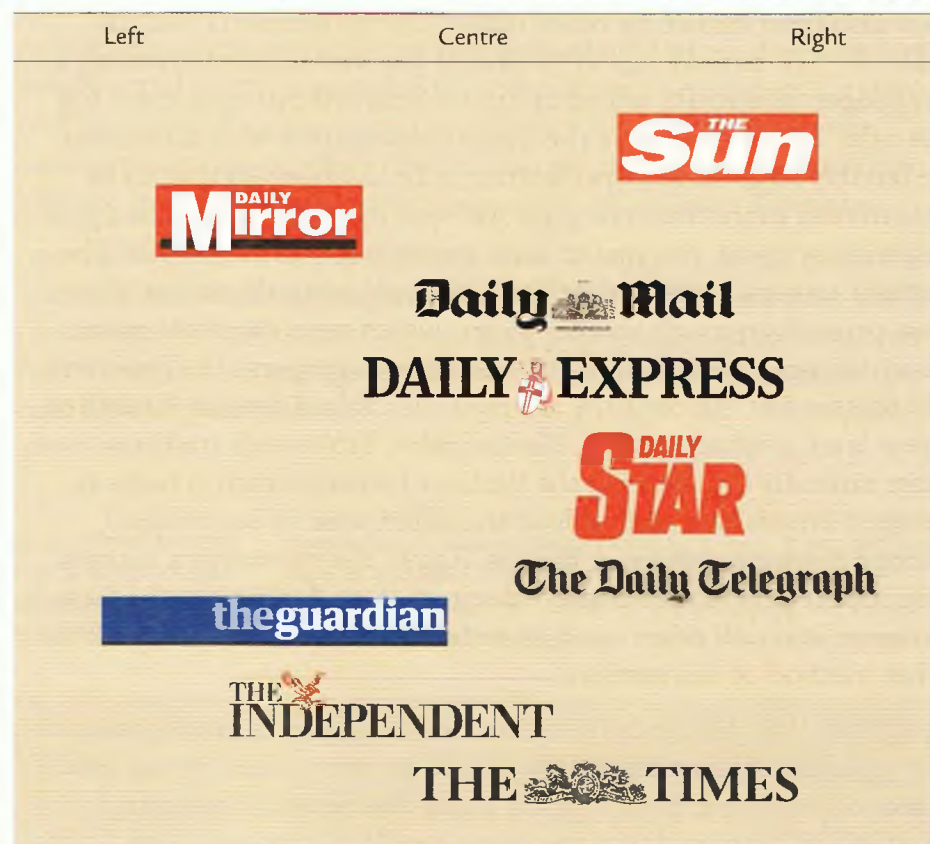 Left Centre Right
THE
Sun
DAILY
Mirror
Daily Mail
DAILY EXPRESS
DAILY
STAR
The Daily Telegraph
theguardian
THE
INDEPENDENT
THE TIMES